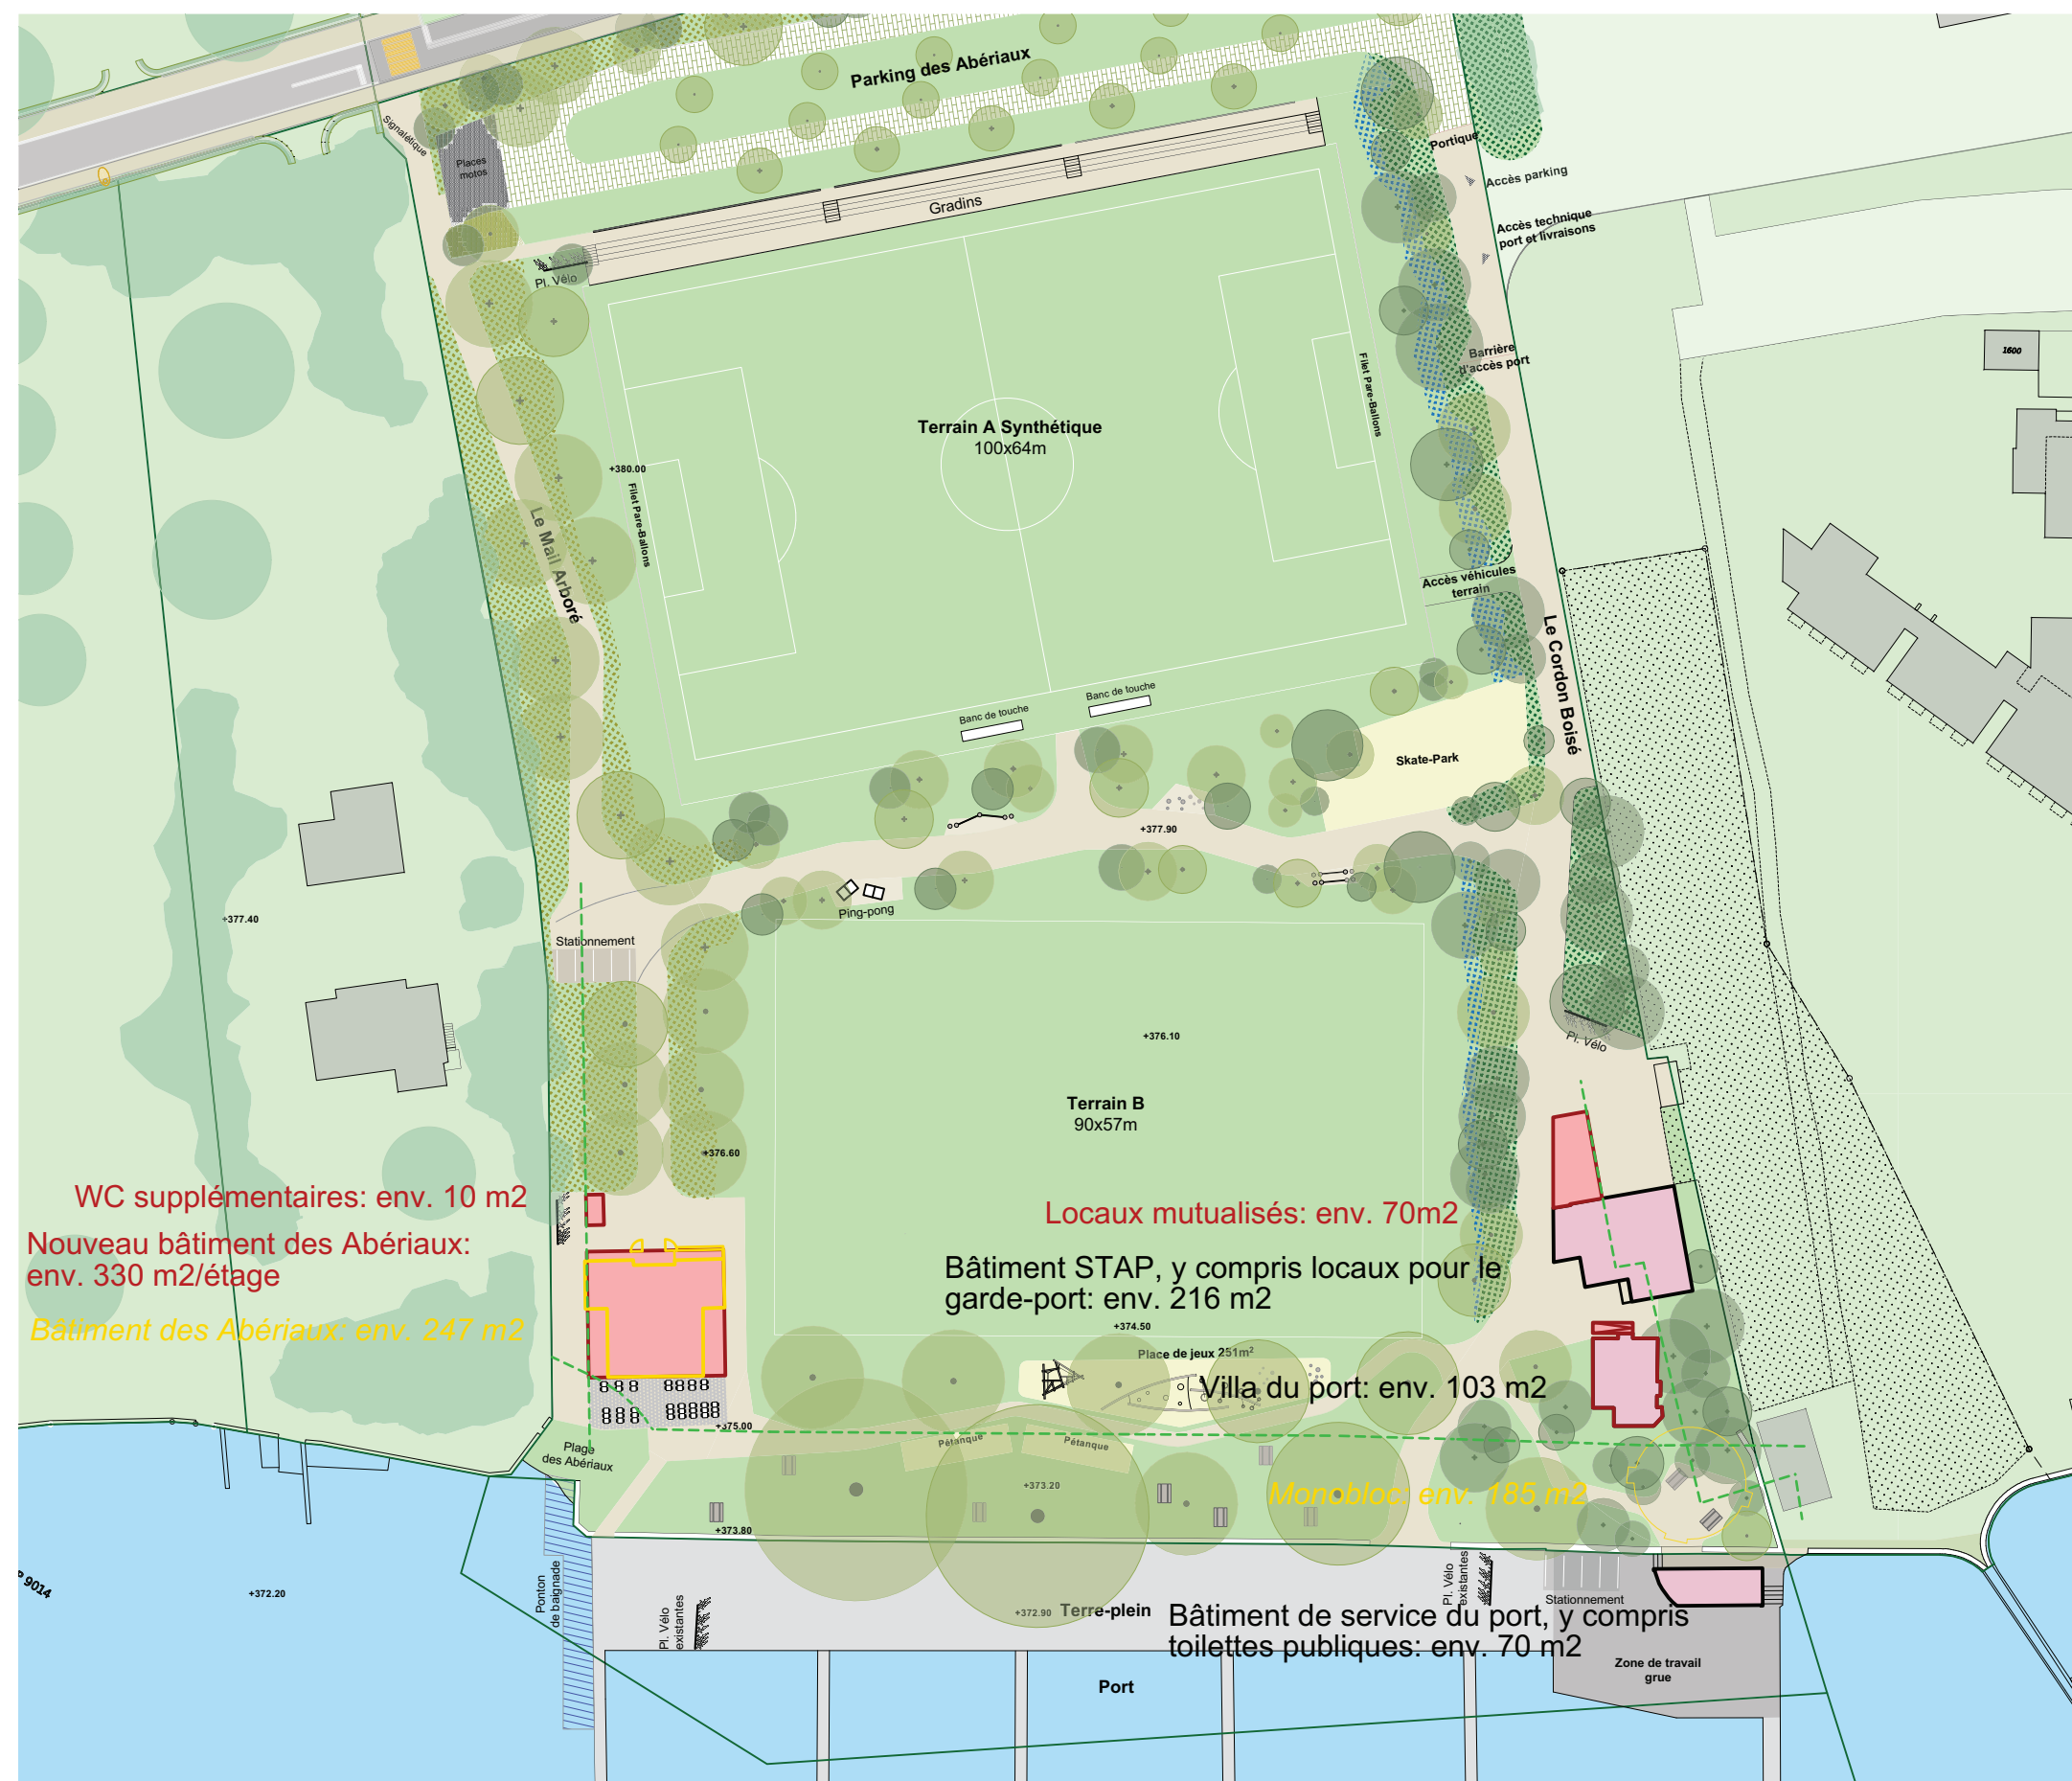 Parking des Abériaux
Signalétique
Places
motos
Portique
Accès parking
Gradins
Accès technique
port et livraisons
Pl. Vélo
Barrière
d'accès port
1600
Filet Pare-Ballons
Terrain A Synthétique
100x64m
+380.00
Filet Pare-Ballons
Le Mail Arboré
Accès véhicules
terrain
Le Cordon Boisé
Banc de touche
Banc de touche
Skate-Park
+377.90
Ping-pong
+377.40
Stationnement
+376.10
Pl. Vélo
Terrain B
90x57m
+376.60
WC supplémentaires: env. 10 m2
Locaux mutualisés: env. 70m2
Nouveau bâtiment des Abériaux:
env. 330 m2/étage
Bâtiment STAP, y compris locaux pour le
garde-port: env. 216 m2
Bâtiment des Abériaux: env. 247 m2
+374.50
Place de jeux 251m²
Villa du port: env. 103 m2
+375.00
Pétanque
Pétanque
Plage
des Abériaux
+373.20
Monobloc: env. 185 m2
+373.80
Ponton
de baignade
P 9014
+372.20
Pl. Vélo
existantes
+372.90
Terre-plein
Pl. Vélo
existantes
Stationnement
Bâtiment de service du port, y compris
toilettes publiques: env. 70 m2
Zone de travail
grue
Port